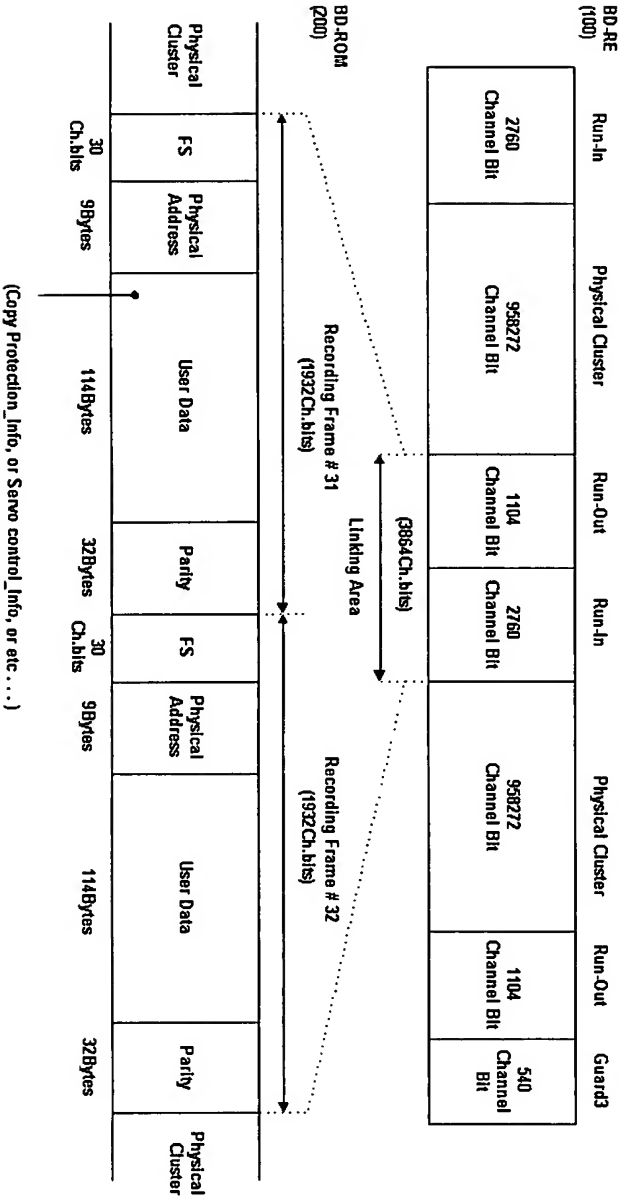 BD-RE
(100)
Run-In
Physical Cluster
Run-Out
Run-In
Physical Cluster
Run-Out
Guard3
2760
Channel Bit
958272
Channel Bit
1104
Channel Bit
2760
Channel Bit
958272
Channel Bit
1104
Channel Bit
540
Channel
Bit
(3864Ch.bits)
Linking Area
BD-ROM
(200)
Recording Frame # 31
(1932Ch.bits)
Recording Frame # 32
(1932Ch.bits)
Physical
Cluster
FS
Physical
Address
User Data
Parity
FS
Physical
Address
User Data
Parity
Physical
Cluster
30
Ch.bits
9Bytes
114Bytes
32Bytes
30
Ch.bits
9Bytes
114Bytes
32Bytes
(Copy Protection_Info, or Servo control_Info, or etc . . . )